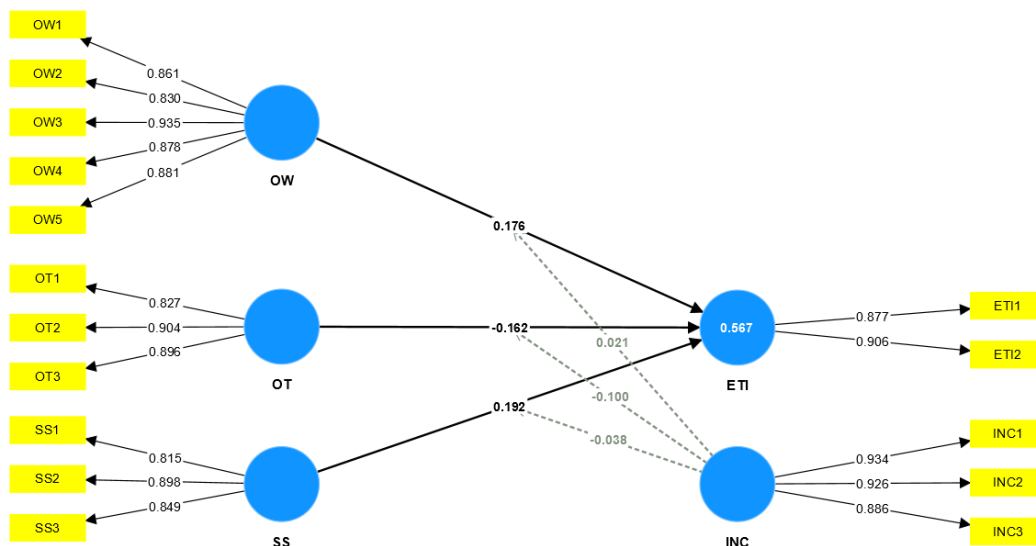 OW1
OW2
OW3
OW4
OW5
0.861
0.830
0.935
0.878
0.881
OW
OT1
OT2
OT3
0.827
0.904
0.896
OT
SS1
SS2
SS3
0.815
0.898
0.849
SS
0.176
-0.162
0.192
0.021
-0.100
-0.038
0.567
ETI
0.877
0.906
ETI1
ETI2
INC
0.934
0.926
0.886
INC1
INC2
INC3